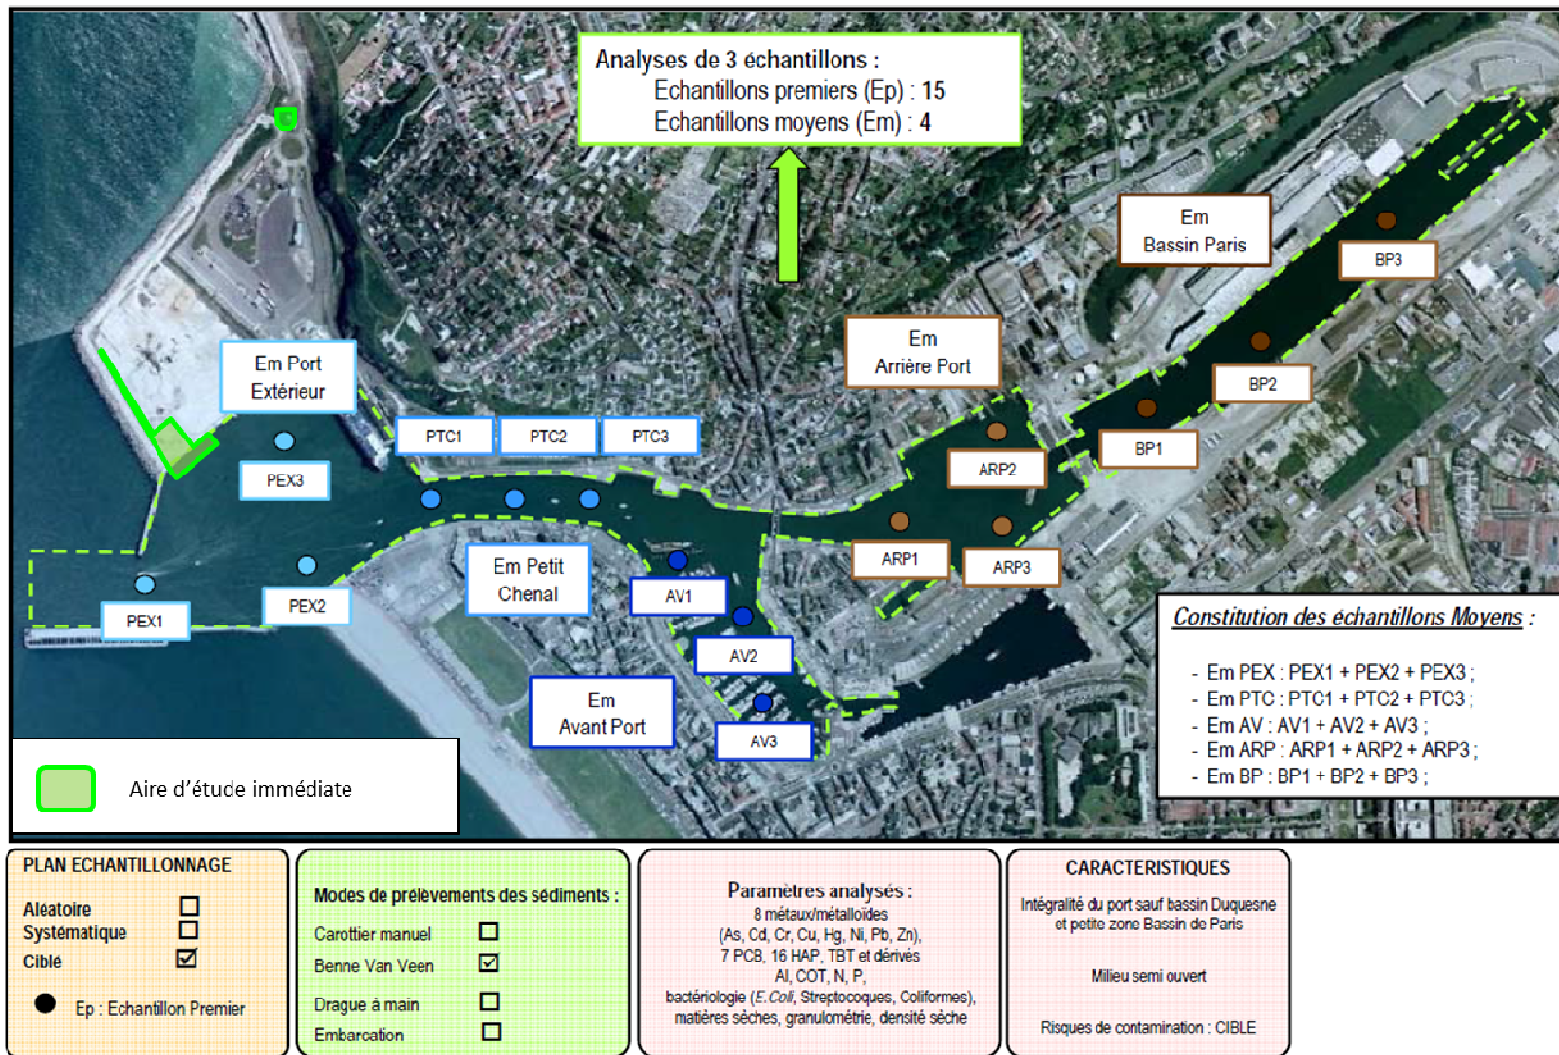 Analyses de 3 échantillons :
Echantillons premiers (Ep) : 15
Echantillons moyens (Em) : 4
Em
Bassin Paris
BP3
Em
Arrière Port
BP2
Em Port
Extérieur
PTC1
PTC2
PTC3
BP1
ARP2
PEX3
ARP1
ARP3
Em Petit
Chenal
AV1
PEX2
PEX1
AV2
Em
Avant Port
AV3
Constitution des échantillons Moyens :
- Em PEX : PEX1 + PEX2 + PEX3 ;
- Em PTC : PTC1 + PTC2 + PTC3 ;
- Em AV : AV1 + AV2 + AV3 ;
- Em ARP : ARP1 + ARP2 + ARP3 ;
- Em BP : BP1 + BP2 + BP3 ;
Aire d'étude immédiate
PLAN ECHANTILLONNAGE
Aléatoire
Systématique
Ciblé
Ep : Echantillon Premier
Modes de prélèvements des sédiments :
Carottier manuel
Benne Van Veen
Drague à main
Embarcation
Paramètres analysés :
8 métaux/métalloïdes
(As, Cd, Cr, Cu, Hg, Ni, Pb, Zn),
7 PCB, 16 HAP, TBT et dérivés
Al, COT, N, P,
bactériologie (E.Coli, Streptocoques, Coliformes),
matières sèches, granulométrie, densité sèche
CARACTERISTIQUES
Intégralité du port sauf bassin Duquesne
et petite zone Bassin de Paris
Milieu semi ouvert
Risques de contamination : CIBLE